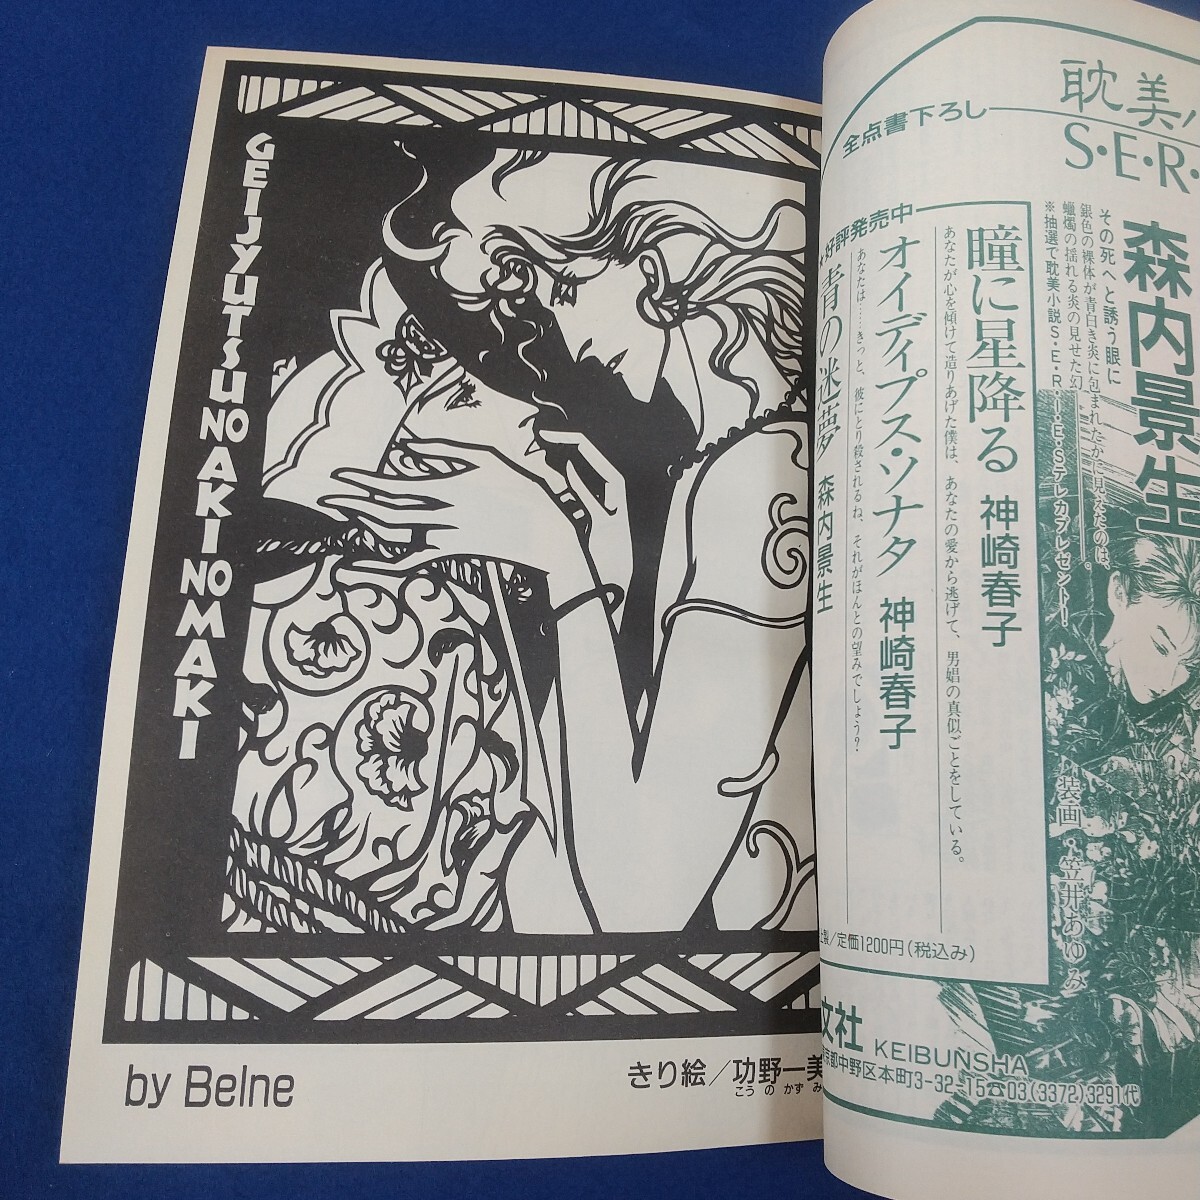 GEIJYUTSU NO AKI NO MAKI
by Belne
きり絵／功野一美
こう の かず み
耽美
S・E・R・
全点書下ろし
森内景生
その死へと誘う眼に
銀色の裸体が青白き炎に包まれたかに見えたのは、
蠟燭の揺れる炎の見せた幻
※抽選で耽美小説S・E・R・I・E・Sテレカプレゼント！
好評発売中
瞳に星降る 神崎春子
あなたが心を傾けて造りあげた僕は、あなたの愛から逃げて、男娼の真似ごとをしている。
オイディプス・ソナタ 神崎春子
あなたは……きっと、彼にとり殺されるね、それがほんとの望みでしょう？
青の迷夢 森内景生
製／定価1200円（税込み）
装画・笠井あゆみ
文社 KEIBUNSHA
京都中野区本町3-32-15☎03(3372)3291代